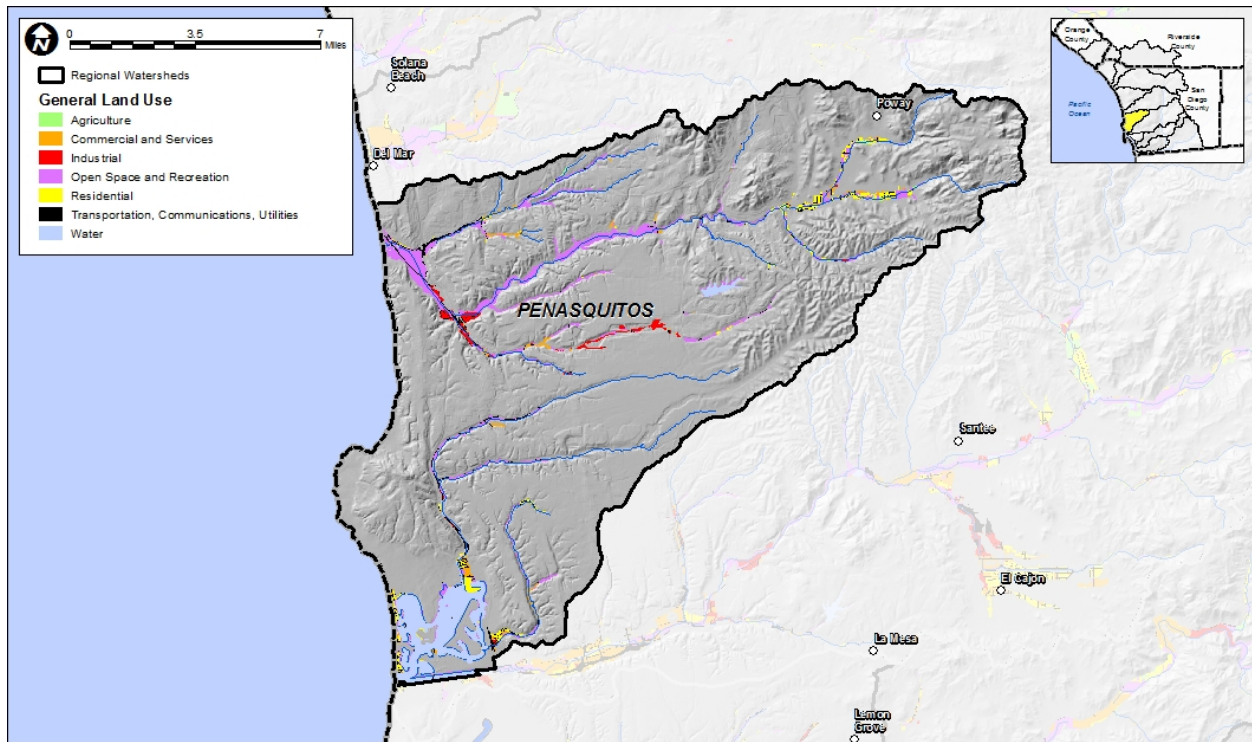 N
0 3.5 7
Miles
Regional Watersheds
General Land Use
Agriculture
Commercial and Services
Industrial
Open Space and Recreation
Residential
Transportation, Communications, Utilities
Water
Orange
County
Riverside
County
San
Diego
County
Pacific
Ocean
Solana
Beach
Poway
Del Mar
PENASQUITOS
Santee
El Cajon
La Mesa
Lemon
Grove